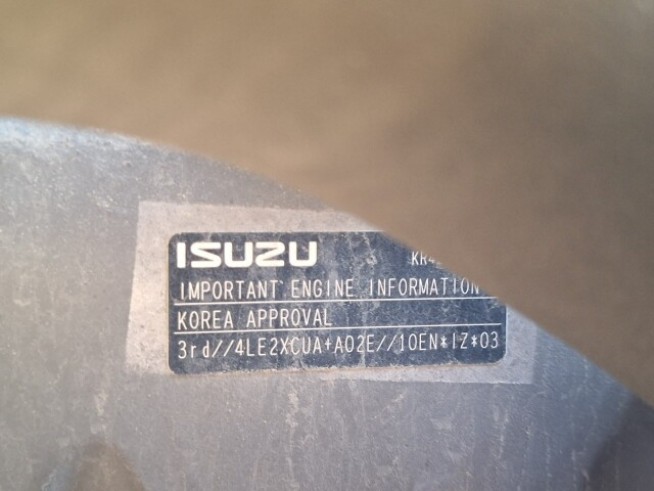 ISUZU
IMPORTANT ENGINE INFORMATION
KOREA APPROVAL
3rd//4LE2XCUA+A02E//10EN*IZ*03